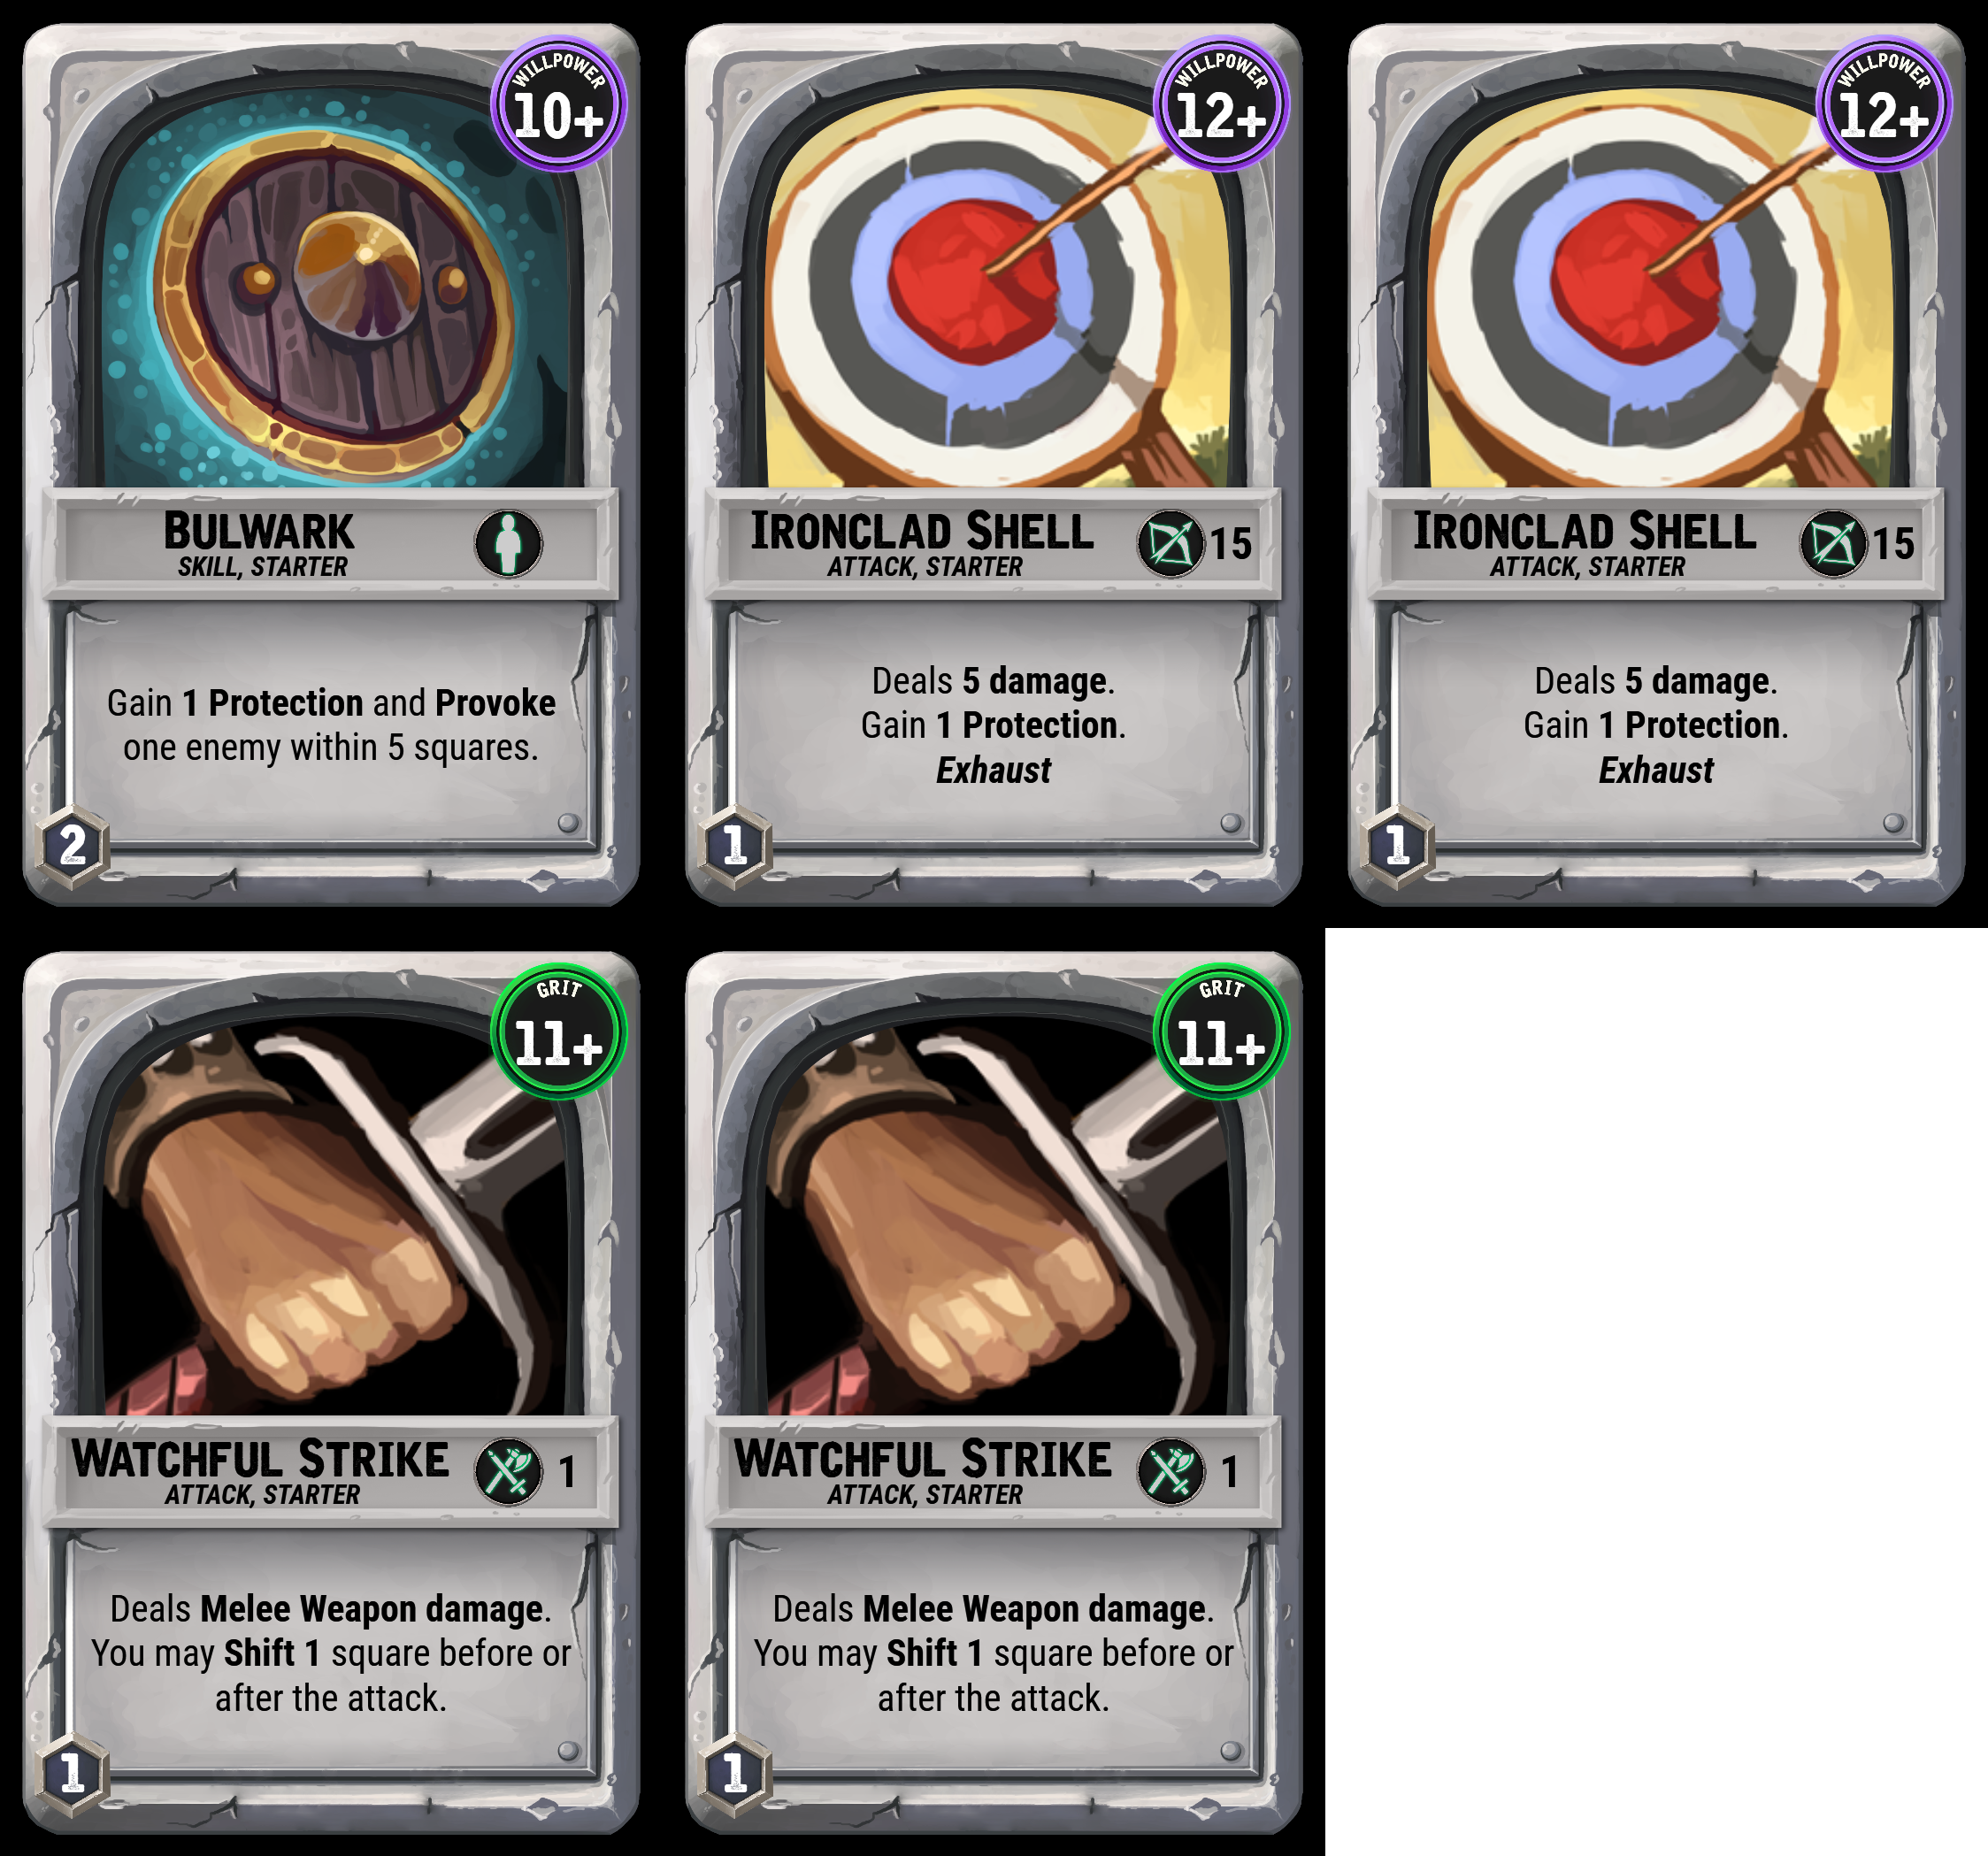 WILLPOWER
10+
BULWARK
SKILL, STARTER
Gain 1 Protection and Provoke
one enemy within 5 squares.
2
WILLPOWER
12+
IRONCLAD SHELL
ATTACK, STARTER
15
Deals 5 damage.
Gain 1 Protection.
Exhaust
1
WILLPOWER
12+
IRONCLAD SHELL
ATTACK, STARTER
15
Deals 5 damage.
Gain 1 Protection.
Exhaust
1
GRIT
11+
WATCHFUL STRIKE
ATTACK, STARTER
1
Deals Melee Weapon damage.
You may Shift 1 square before or
after the attack.
1
GRIT
11+
WATCHFUL STRIKE
ATTACK, STARTER
1
Deals Melee Weapon damage.
You may Shift 1 square before or
after the attack.
1